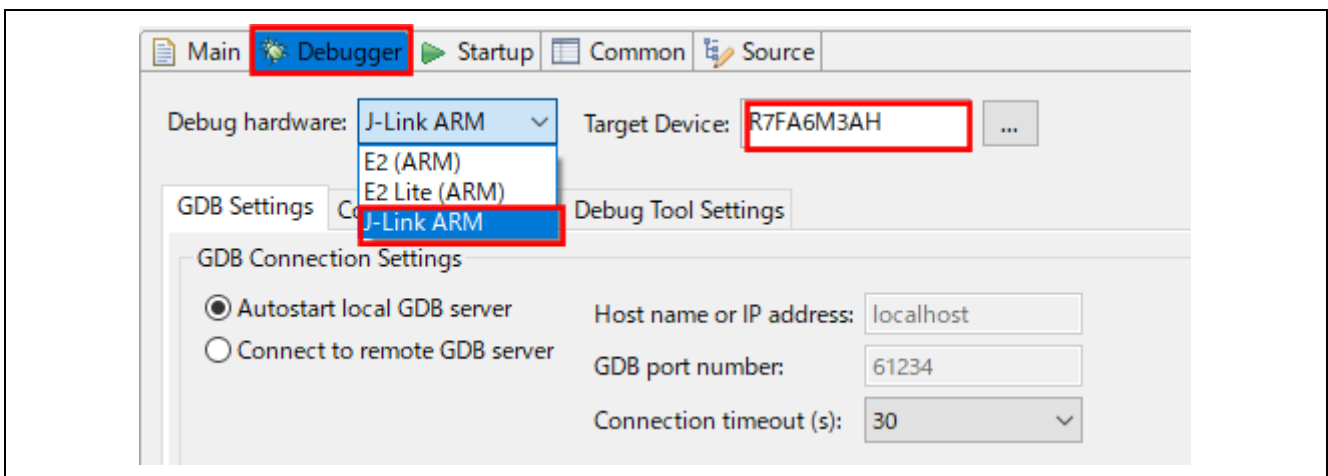 Main Debugger Startup Common Source
Debug hardware: J-Link ARM Target Device: R7FA6M3AH ...
E2 (ARM)
E2 Lite (ARM)
J-Link ARM
GDB Settings Debug Tool Settings
GDB Connection Settings
Autostart local GDB server
Connect to remote GDB server
Host name or IP address: localhost
GDB port number: 61234
Connection timeout (s): 30